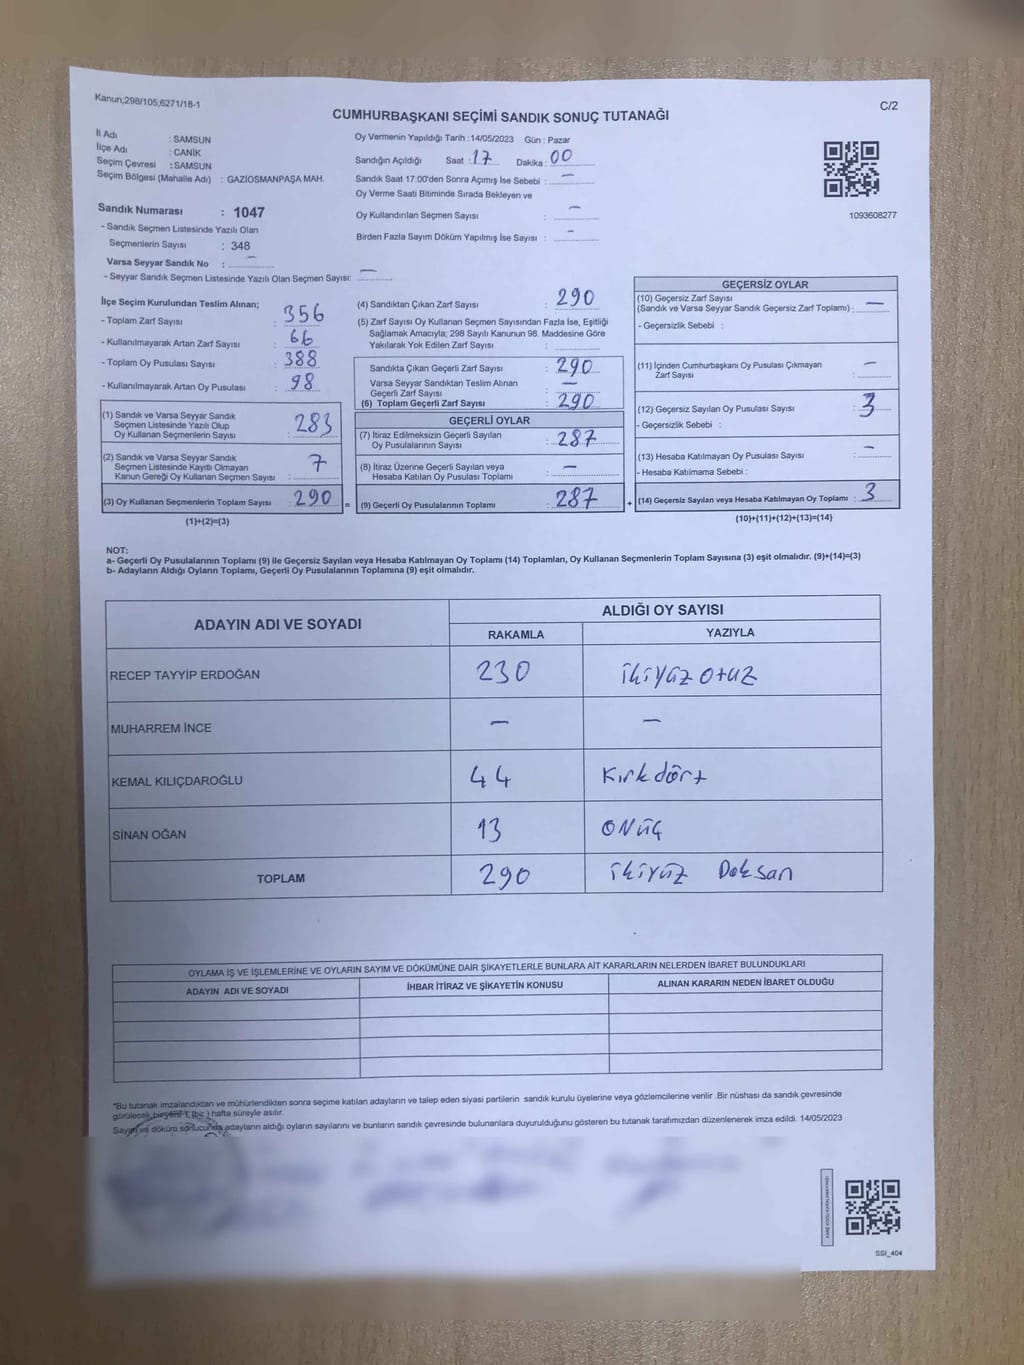 Kanun;298/105,6271/18-1
C/2
CUMHURBAŞKANI SEÇİMİ SANDIK SONUÇ TUTANAĞI
İl Adı : SAMSUN
İlçe Adı : CANİK
Seçim Çevresi : SAMSUN
Seçim Bölgesi (Mahalle Adı) : GAZİOSMANPAŞA MAH.
Sandık Numarası : 1047
- Sandık Seçmen Listesinde Yazılı Olan
Seçmenlerin Sayısı : 348
Varsa Seyyar Sandık No : —
- Seyyar Sandık Seçmen Listesinde Yazılı Olan Seçmen Sayısı: —
Oy Vermenin Yapıldığı Tarih :14/05/2023 Gün : Pazar
Sandığın Açıldığı Saat : 17 Dakika : 00
Sandık Saat 17:00'den Sonra Açımış İse Sebebi : —
Oy Verme Saati Bitiminde Sırada Bekleyen ve
Oy Kullandırılan Seçmen Sayısı : —
Birden Fazla Sayım Döküm Yapılmış İse Sayısı : -
1093608277
İlçe Seçim Kurulundan Teslim Alınan;
- Toplam Zarf Sayısı : 356
- Kullanılmayarak Artan Zarf Sayısı : 66
- Toplam Oy Pusulası Sayısı : 388
- Kullanılmayarak Artan Oy Pusulası : 98
(1) Sandık ve Varsa Seyyar Sandık
Seçmen Listesinde Yazılı Olup
Oy Kullanan Seçmenlerin Sayısı : 283
(2) Sandık ve Varsa Seyyar Sandık
Seçmen Listesinde Kayıtlı Olmayan
Kanun Gereği Oy Kullanan Seçmen Sayısı : 7
(3) Oy Kullanan Seçmenlerin Toplam Sayısı : 290 =
(1)+(2)=(3)
(4) Sandıktan Çıkan Zarf Sayısı : 290
(5) Zarf Sayısı Oy Kullanan Seçmen Sayısından Fazla İse, Eşitliği
Sağlamak Amacıyla; 298 Sayılı Kanunun 98. Maddesine Göre
Yakılarak Yok Edilen Zarf Sayısı :
Sandıkta Çıkan Geçerli Zarf Sayısı : 290
Varsa Seyyar Sandıktan Teslim Alınan
Geçerli Zarf Sayısı : —
(6) Toplam Geçerli Zarf Sayısı : 290
GEÇERLİ OYLAR
(7) İtiraz Edilmeksizin Geçerli Sayılan
Oy Pusulalarının Sayısı : 287
(8) İtiraz Üzerine Geçerli Sayılan veya
Hesaba Katılan Oy Pusulası Toplamı : —
(9) Geçerli Oy Pusulalarının Toplamı : 287 +
GEÇERSİZ OYLAR
(10) Geçersiz Zarf Sayısı
(Sandık ve Varsa Seyyar Sandık Geçersiz Zarf Toplamı) : —
- Geçersizlik Sebebi :
(11) İçinden Cumhurbaşkanı Oy Pusulası Çıkmayan
Zarf Sayısı : —
(12) Geçersiz Sayılan Oy Pusulası Sayısı : 3
- Geçersizlik Sebebi :
(13) Hesaba Katılmayan Oy Pusulası Sayısı : —
- Hesaba Katılmama Sebebi :
(14) Geçersiz Sayılan veya Hesaba Katılmayan Oy Toplamı : 3
(10)+(11)+(12)+(13)=(14)
NOT:
a- Geçerli Oy Pusulalarının Toplamı (9) ile Geçersiz Sayılan veya Hesaba Katılmayan Oy Toplamı (14) Toplamları, Oy Kullanan Seçmenlerin Toplam Sayısına (3) eşit olmalıdır. (9)+(14)=(3)
b- Adayların Aldığı Oyların Toplamı, Geçerli Oy Pusulalarının Toplamına (9) eşit olmalıdır.
ADAYIN ADI VE SOYADI
ALDIĞI OY SAYISI
RAKAMLA YAZIYLA
RECEP TAYYİP ERDOĞAN 230 ikiyüz otuz
MUHARREM İNCE — —
KEMAL KILIÇDAROĞLU 44 Kırkdört
SİNAN OĞAN 13 ONÜÇ
TOPLAM 290 ikiyüz Doksan
OYLAMA İŞ VE İŞLEMLERİNE VE OYLARIN SAYIM VE DÖKÜMÜNE DAİR ŞİKAYETLERLE BUNLARA AİT KARARLARIN NELERDEN İBARET BULUNDUKLARI
ADAYIN ADI VE SOYADI İHBAR İTİRAZ VE ŞİKAYETİN KONUSU ALINAN KARARIN NEDEN İBARET OLDUĞU
*Bu tutanak imzalandıktan ve mühürlendikten sonra seçime katılan adayların ve talep eden siyasi partilerin sandık kurulu üyelerine veya gözlemcilerine verilir .Bir nüshası da sandık çevresinde
görülecek bir yere 1 (bir ) hafta süreyle asılır.
Sayım ve döküm sonucunda adayların aldığı oyların sayılarını ve bunların sandık çevresinde bulunanlara duyurulduğunu gösteren bu tutanak tarafımızdan düzenlenerek imza edildi. 14/05/2023
SSI_404